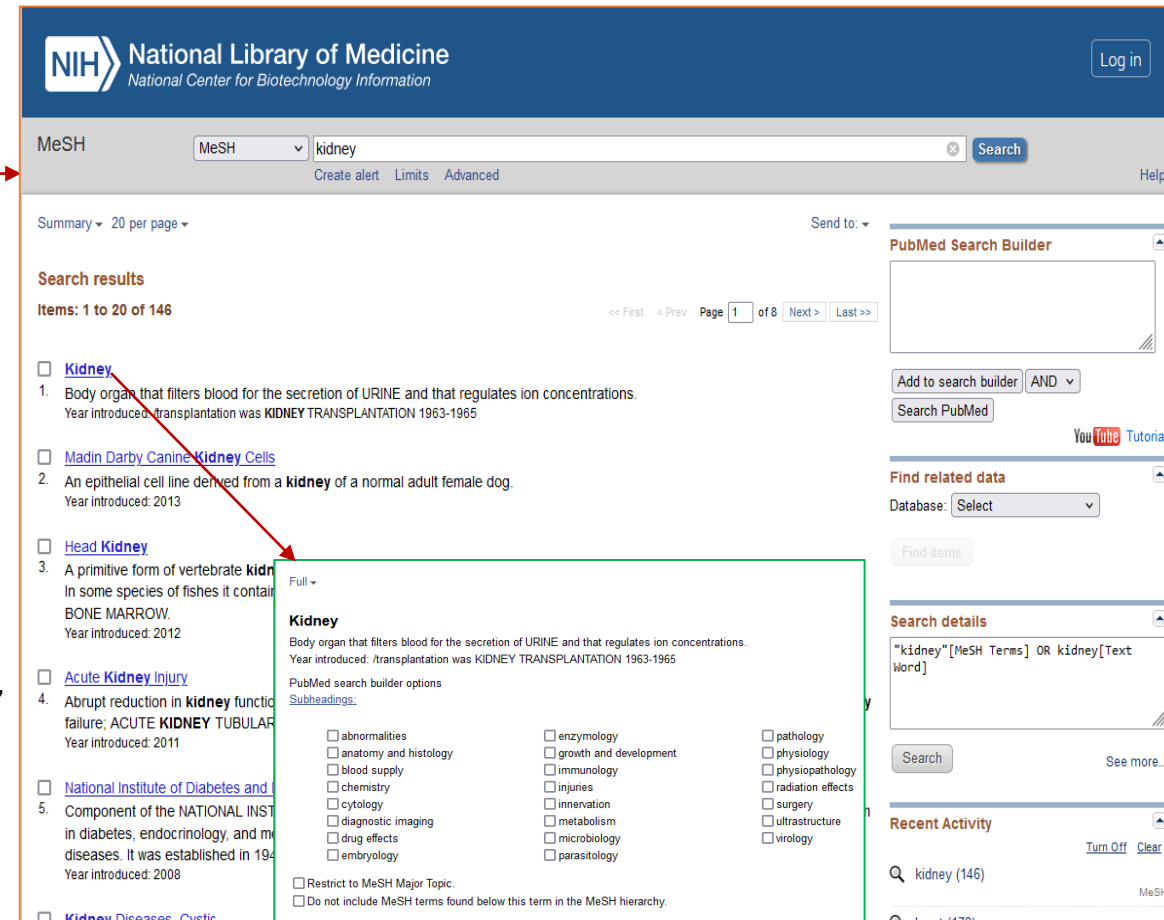 NIH National Library of Medicine
National Center for Biotechnology Information
Log in
MeSH
MeSH
kidney
Search
Create alert Limits Advanced
Help
Summary 20 per page
Send to:
Search results
Items: 1 to 20 of 146
<< First < Prev Page 1 of 8 Next > Last >>
Kidney
1. Body organ that filters blood for the secretion of URINE and that regulates ion concentrations.
Year introduced: /transplantation was KIDNEY TRANSPLANTATION 1963-1965
Madin Darby Canine Kidney Cells
2. An epithelial cell line derived from a kidney of a normal adult female dog.
Year introduced: 2013
Head Kidney
3. A primitive form of vertebrate kidn
In some species of fishes it contain
BONE MARROW.
Year introduced: 2012
Acute Kidney Injury
4. Abrupt reduction in kidney functio
failure; ACUTE KIDNEY TUBULAR
Year introduced: 2011
National Institute of Diabetes and
5. Component of the NATIONAL INST
in diabetes, endocrinology, and me
diseases. It was established in 194
Year introduced: 2008
Kidney Diseases, Cystic
Full
Kidney
Body organ that filters blood for the secretion of URINE and that regulates ion concentrations.
Year introduced: /transplantation was KIDNEY TRANSPLANTATION 1963-1965
PubMed search builder options
Subheadings:
abnormalities
anatomy and histology
blood supply
chemistry
cytology
diagnostic imaging
drug effects
embryology
enzymology
growth and development
immunology
injuries
innervation
metabolism
microbiology
parasitology
pathology
physiology
physiopathology
radiation effects
surgery
ultrastructure
virology
Restrict to MeSH Major Topic.
Do not include MeSH terms found below this term in the MeSH hierarchy.
PubMed Search Builder
Add to search builder AND
Search PubMed
YouTube Tutoria
Find related data
Database: Select
Find items
Search details
"kidney"[MeSH Terms] OR kidney[Text
Word]
Search
See more..
Recent Activity
Turn Off Clear
kidney (146)
MeSH